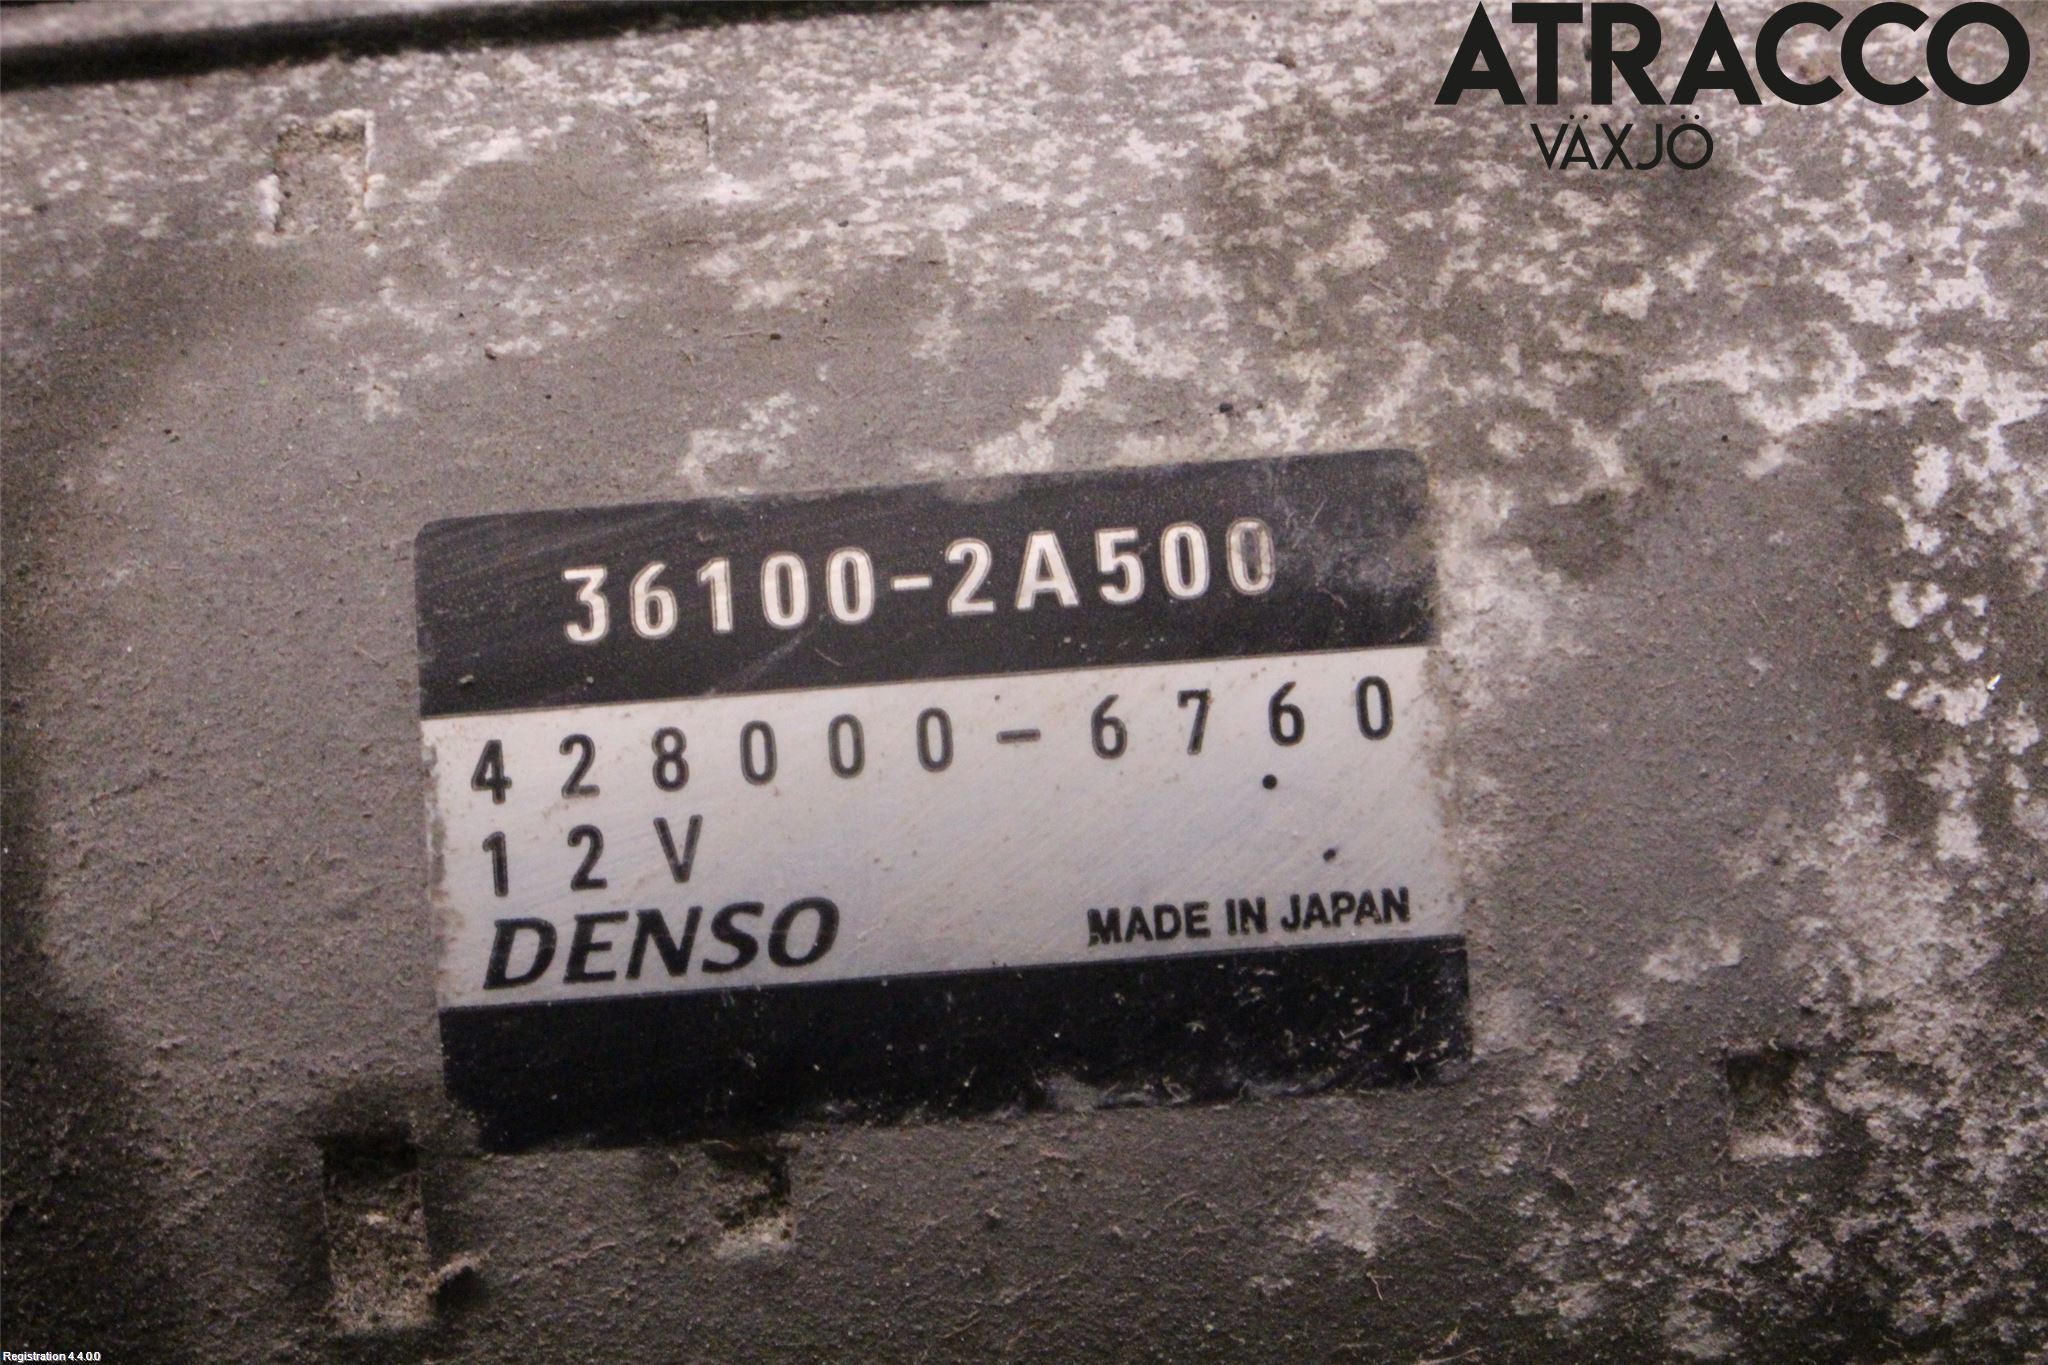 ATRACCO
VÄXJÖ
36100-2A500
428000-6760
12V
DENSO MADE IN JAPAN
Registration 4.4.0.0